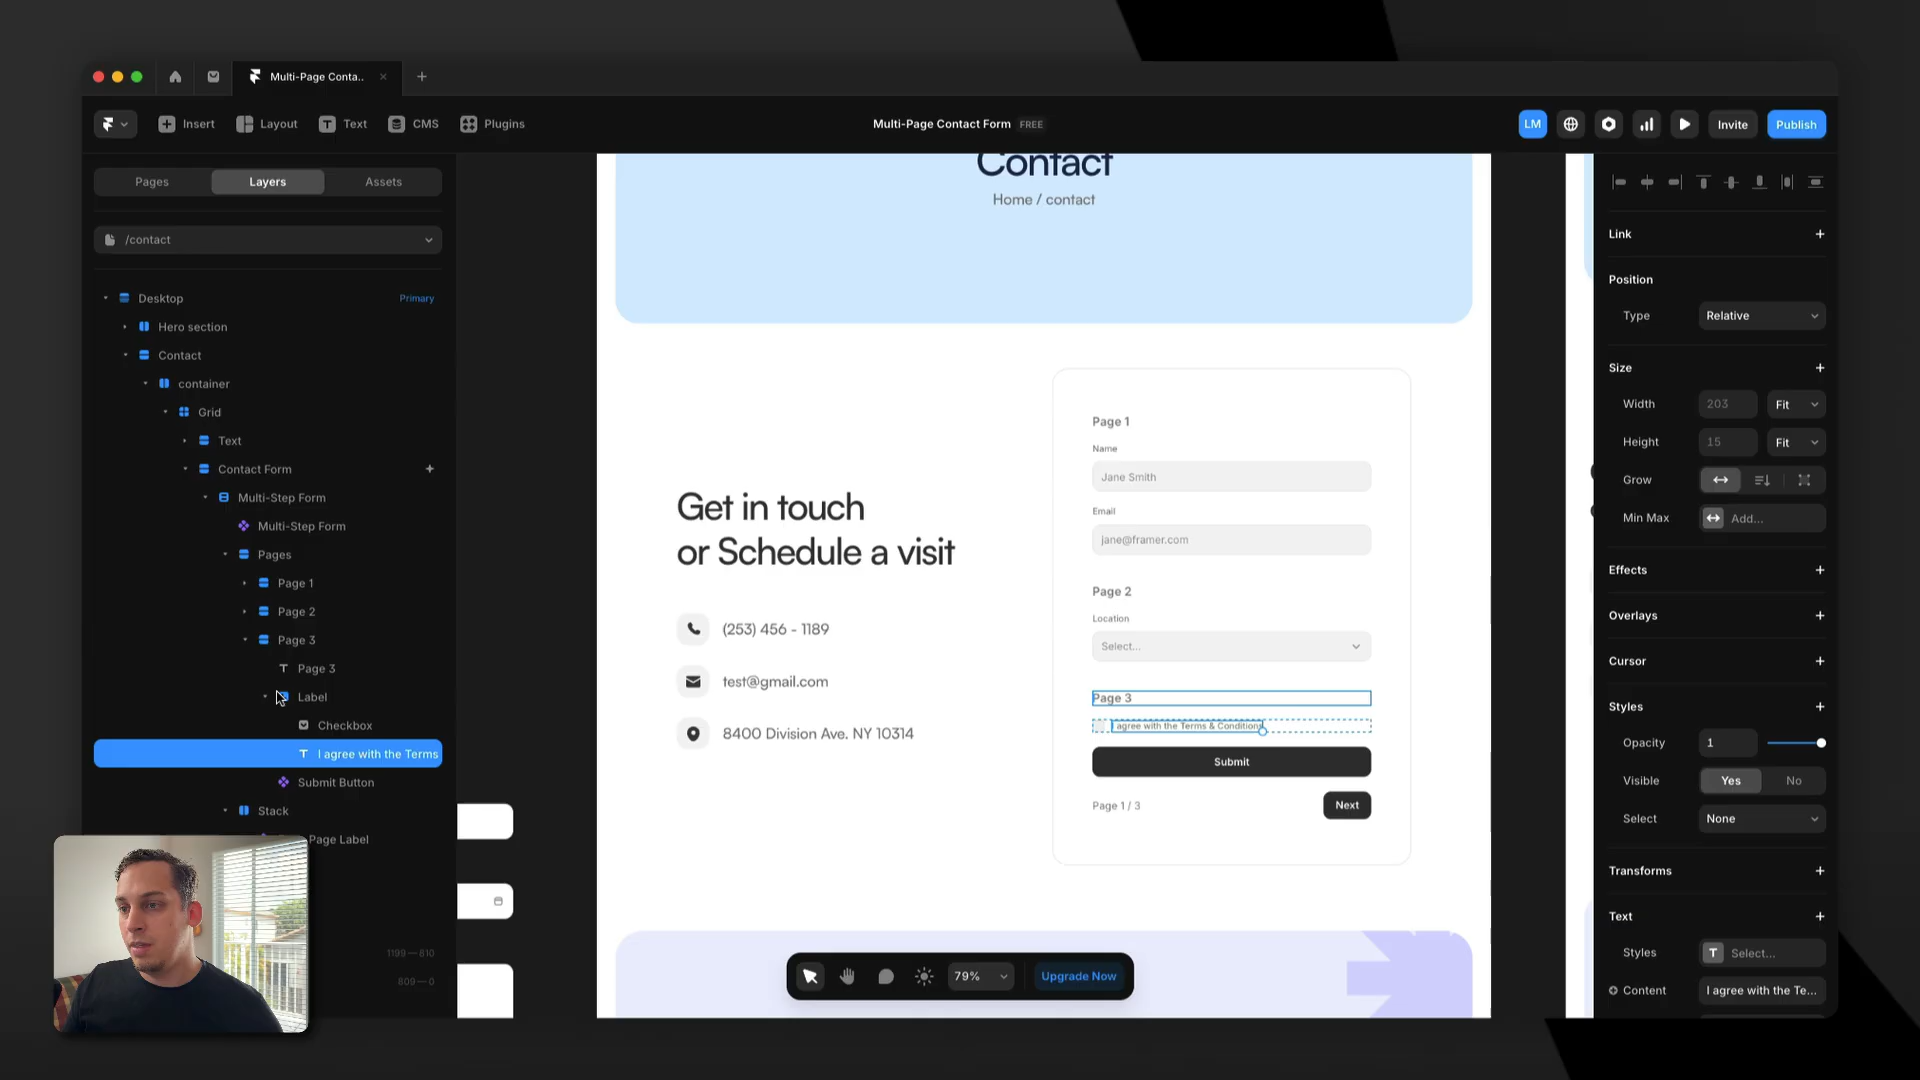 Multi-Page Conta..
Insert
Layout
Text
CMS
Plugins
Multi-Page Contact Form FREE
LM
Invite
Publish
Pages
Layers
Assets
/contact
Desktop
Primary
Hero section
Contact
container
Grid
Text
Contact Form
Multi-Step Form
Multi-Step Form
Pages
Page 1
Page 2
Page 3
Page 3
Label
Checkbox
I agree with the Terms
Submit Button
Stack
Page Label
1199—810
809—0
Contact
Home / contact
Get in touch
or Schedule a visit
(253) 456 - 1189
test@gmail.com
8400 Division Ave. NY 10314
Page 1
Name
Jane Smith
Email
jane@framer.com
Page 2
Location
Select...
Page 3
agree with the Terms & Conditions
Submit
Page 1 / 3
Next
79%
Upgrade Now
Link
Position
Type
Relative
Size
Width
203
Fit
Height
15
Fit
Grow
Min Max
Add...
Effects
Overlays
Cursor
Styles
Opacity
1
Visible
Yes
No
Select
None
Transforms
Text
Styles
Select...
Content
I agree with the Te...